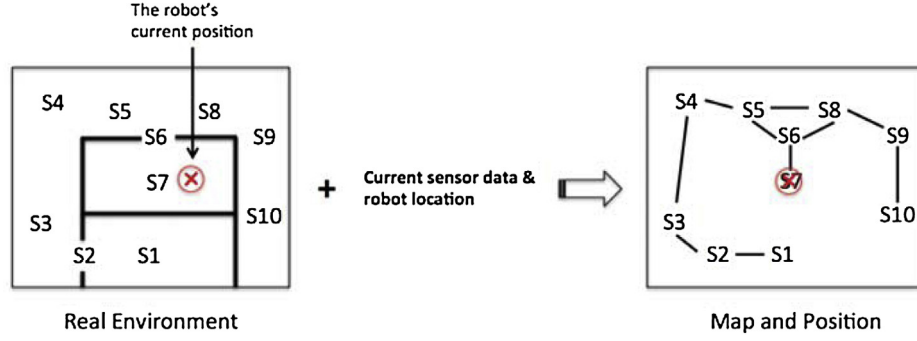 The robot's
current position
S4
S5
S8
S6
S9
S7
S3
S10
S2
S1
+
Current sensor data &
robot location
S4
S5
S8
S6
S9
S7
S3
S10
S2
S1
Real Environment
Map and Position